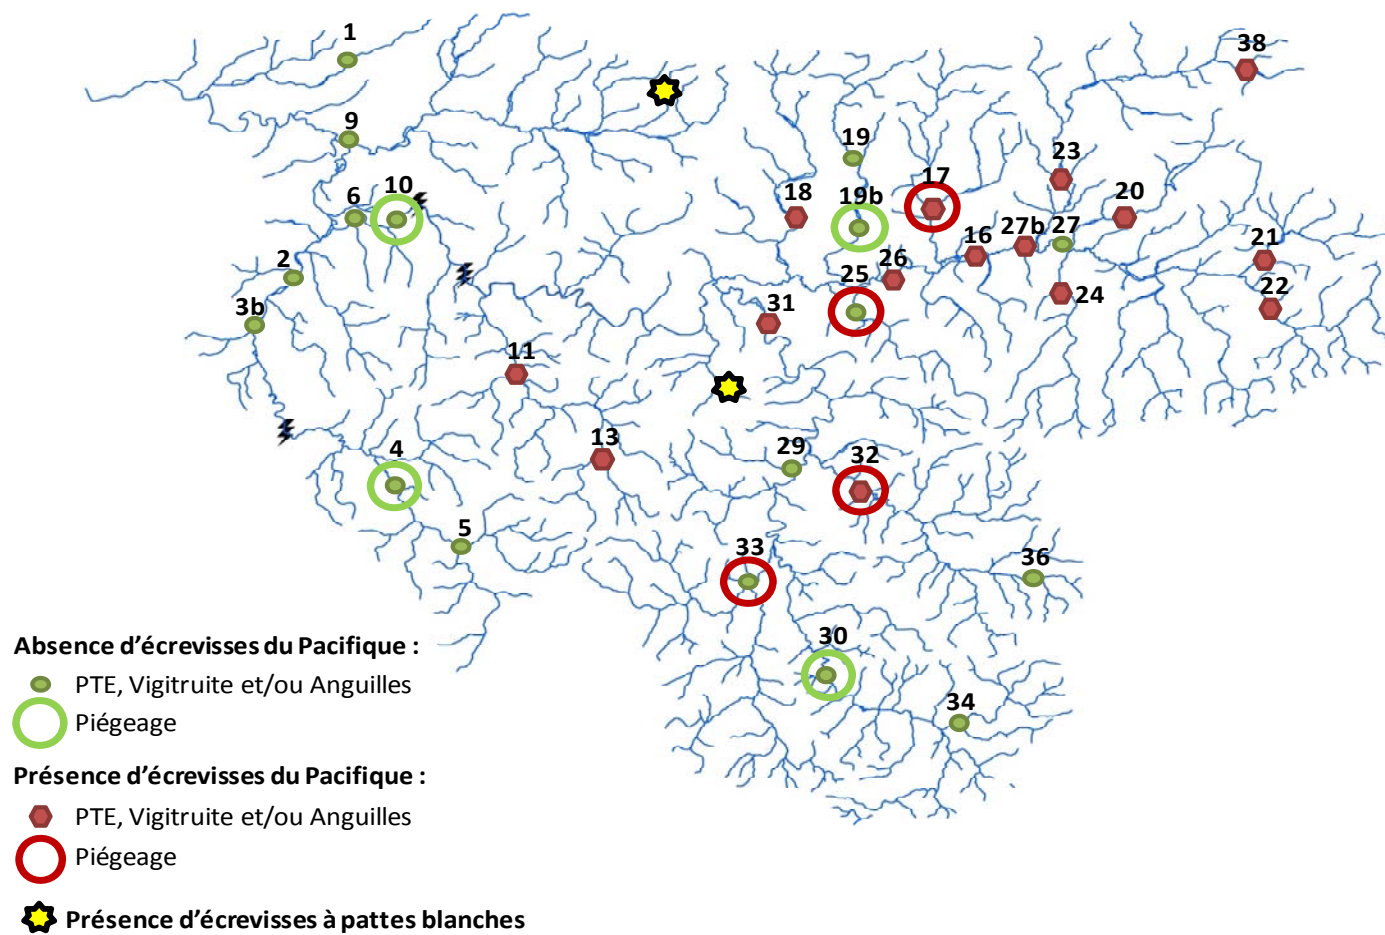 1
38
9
19
23
10
17
6
18
19b
20
27b
27
16
21
2
25
26
22
3b
31
24
11
4
13
29
32
5
33
36
30
34
Absence d'écrevisses du Pacifique :
PTE, Vigitruite et/ou Anguilles
Piégeage
Présence d'écrevisses du Pacifique :
PTE, Vigitruite et/ou Anguilles
Piégeage
Présence d'écrevisses à pattes blanches